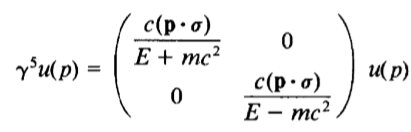 γ⁵u(p) = ( c(p · σ) / (E + mc²)    0 ; 0    c(p · σ) / (E − mc²) ) u(p)